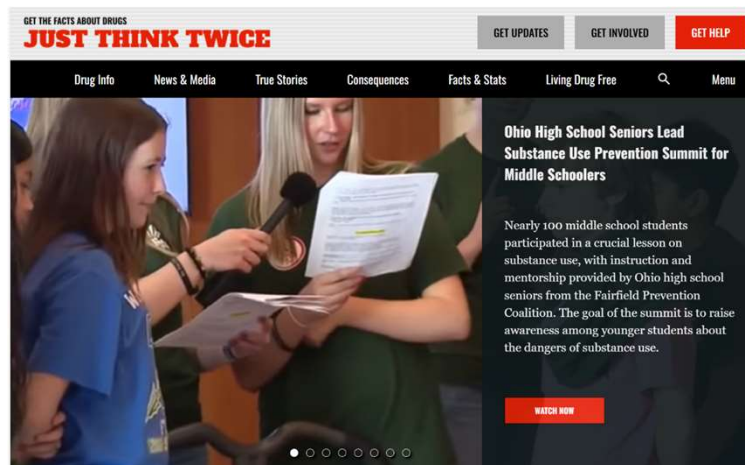 GET THE FACTS ABOUT DRUGS
JUST THINK TWICE
GET UPDATES
GET INVOLVED
GET HELP
Drug Info
News & Media
True Stories
Consequences
Facts & Stats
Living Drug Free
Menu
Ohio High School Seniors Lead
Substance Use Prevention Summit for
Middle Schoolers
Nearly 100 middle school students
participated in a crucial lesson on
substance use, with instruction and
mentorship provided by Ohio high school
seniors from the Fairfield Prevention
Coalition. The goal of the summit is to raise
awareness among younger students about
the dangers of substance use.
WATCH NOW